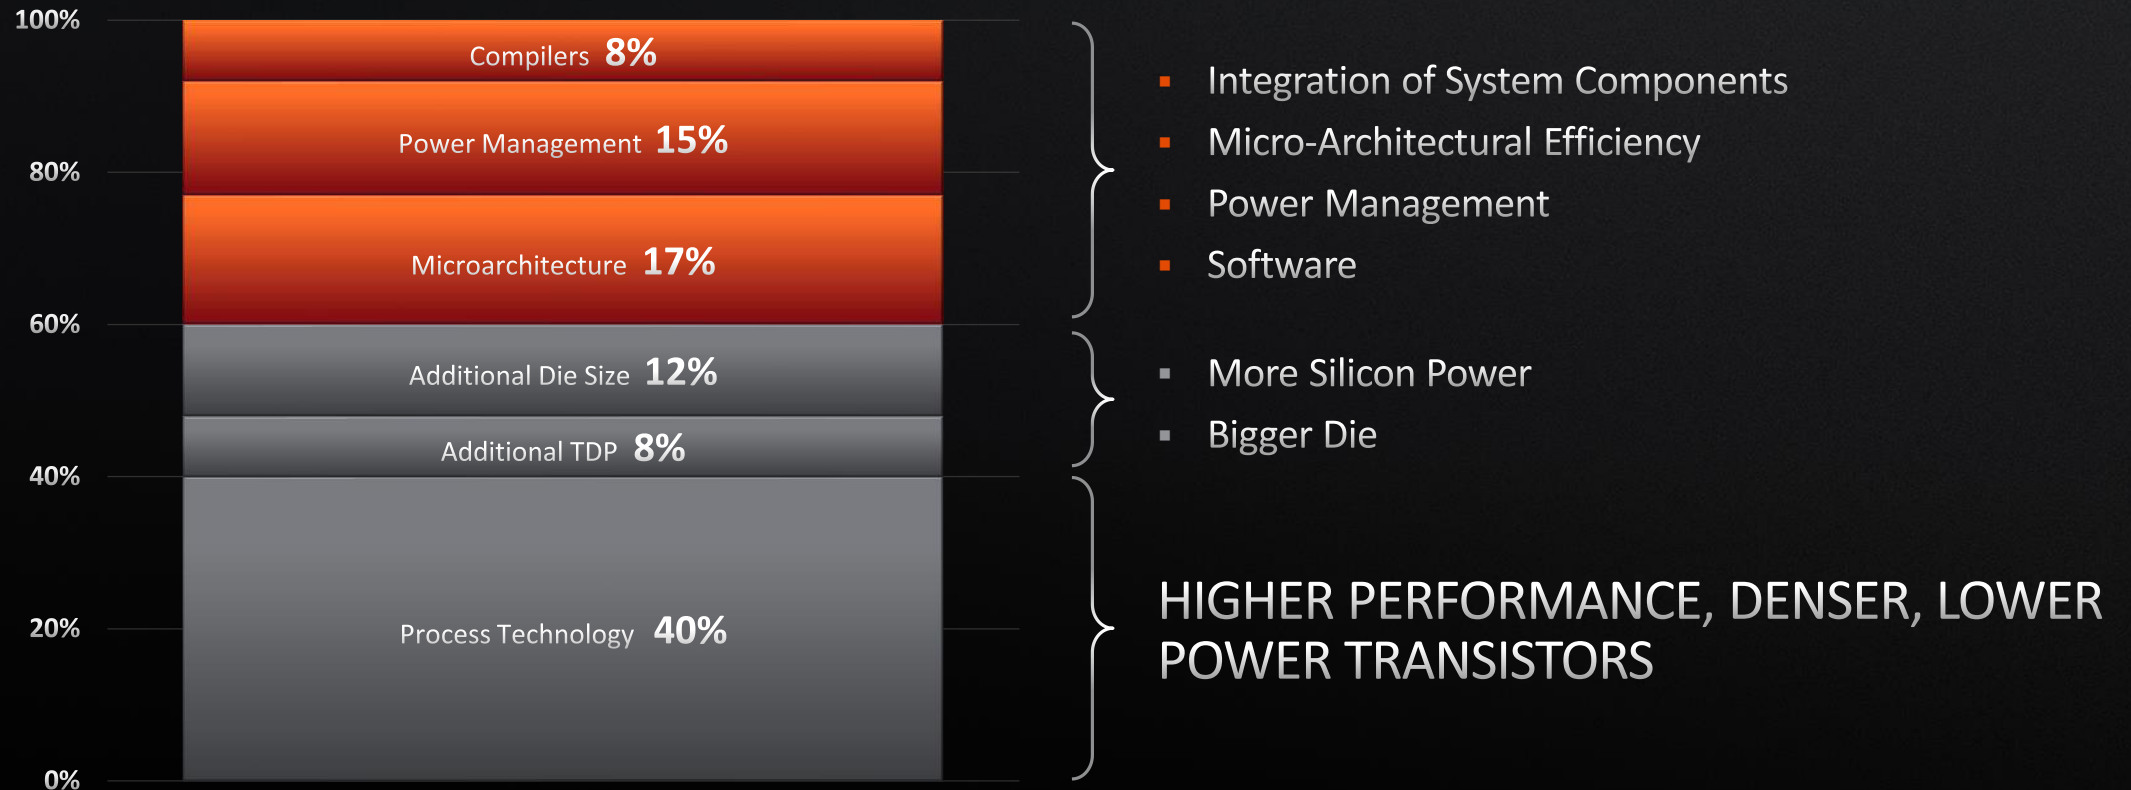 100%
80%
60%
40%
20%
0%
Compilers 8%
Power Management 15%
Microarchitecture 17%
Additional Die Size 12%
Additional TDP 8%
Process Technology 40%
▪ Integration of System Components
▪ Micro-Architectural Efficiency
▪ Power Management
▪ Software
▪ More Silicon Power
▪ Bigger Die
HIGHER PERFORMANCE, DENSER, LOWER
POWER TRANSISTORS